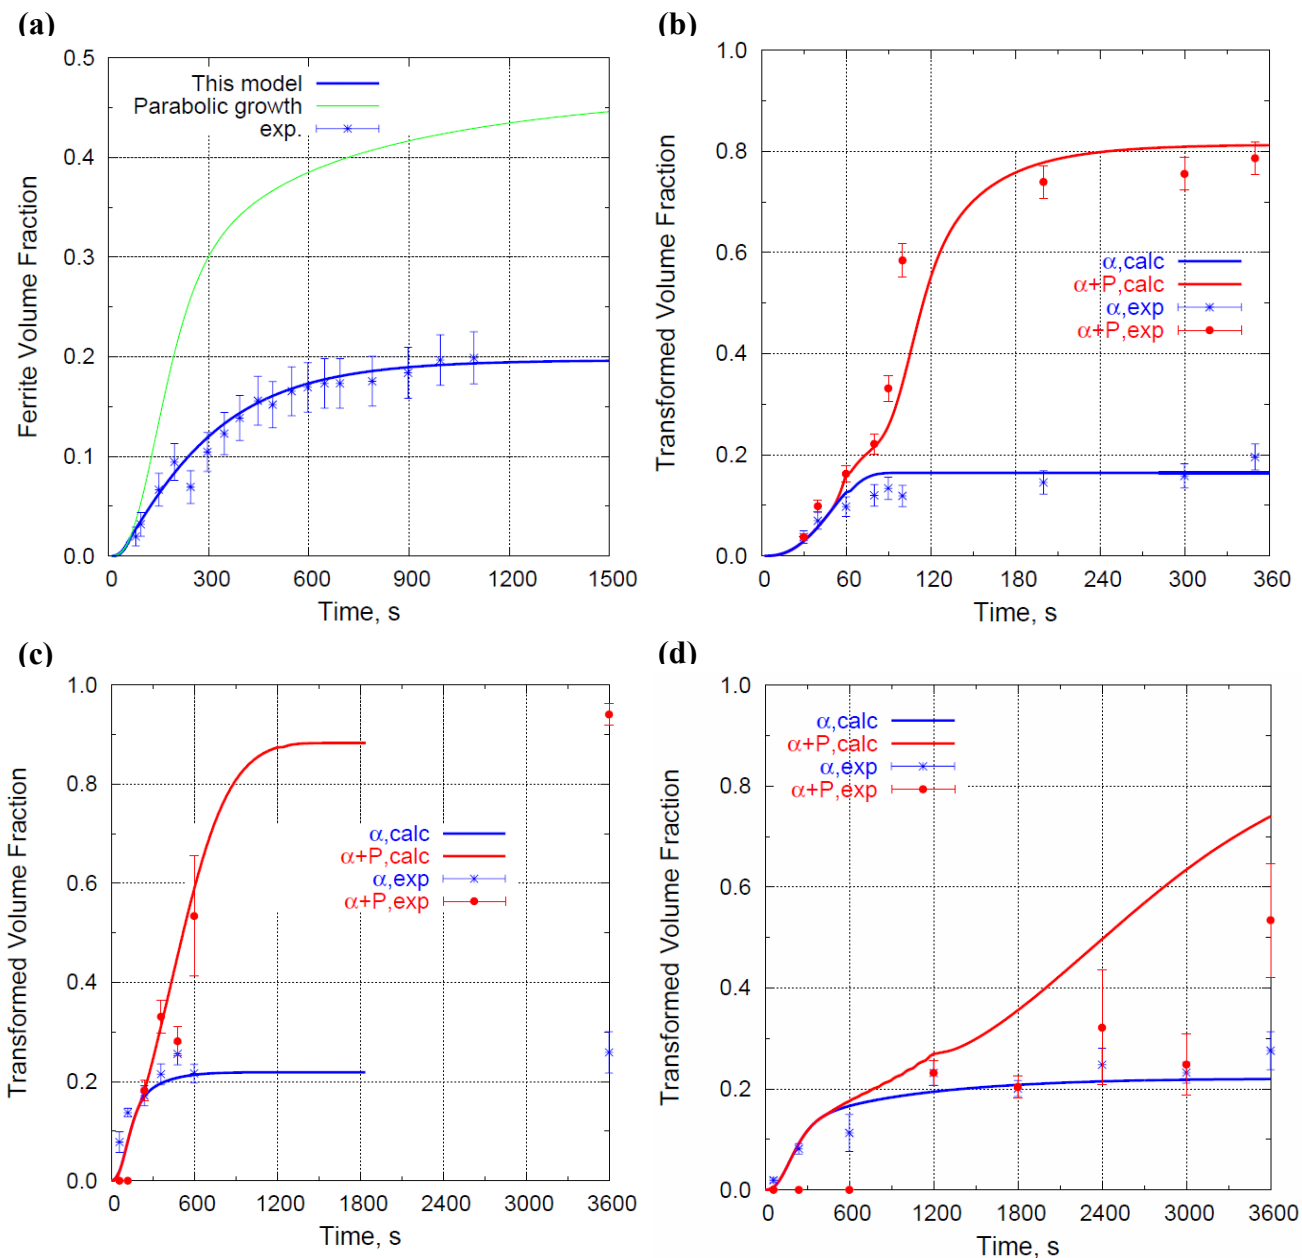 (a)
0.5
0.4
0.3
0.2
0.1
0.0
0 300 600 900 1200 1500
Ferrite Volume Fraction
Time, s
This model
Parabolic growth
exp.
(b)
1.0
0.8
0.6
0.4
0.2
0.0
0 60 120 180 240 300 360
Transformed Volume Fraction
Time, s
α,calc
α+P,calc
α,exp
α+P,exp
(c)
1.0
0.8
0.6
0.4
0.2
0.0
0 600 1200 1800 2400 3000 3600
Transformed Volume Fraction
Time, s
α,calc
α+P,calc
α,exp
α+P,exp
(d)
1.0
0.8
0.6
0.4
0.2
0.0
0 600 1200 1800 2400 3000 3600
Transformed Volume Fraction
Time, s
α,calc
α+P,calc
α,exp
α+P,exp